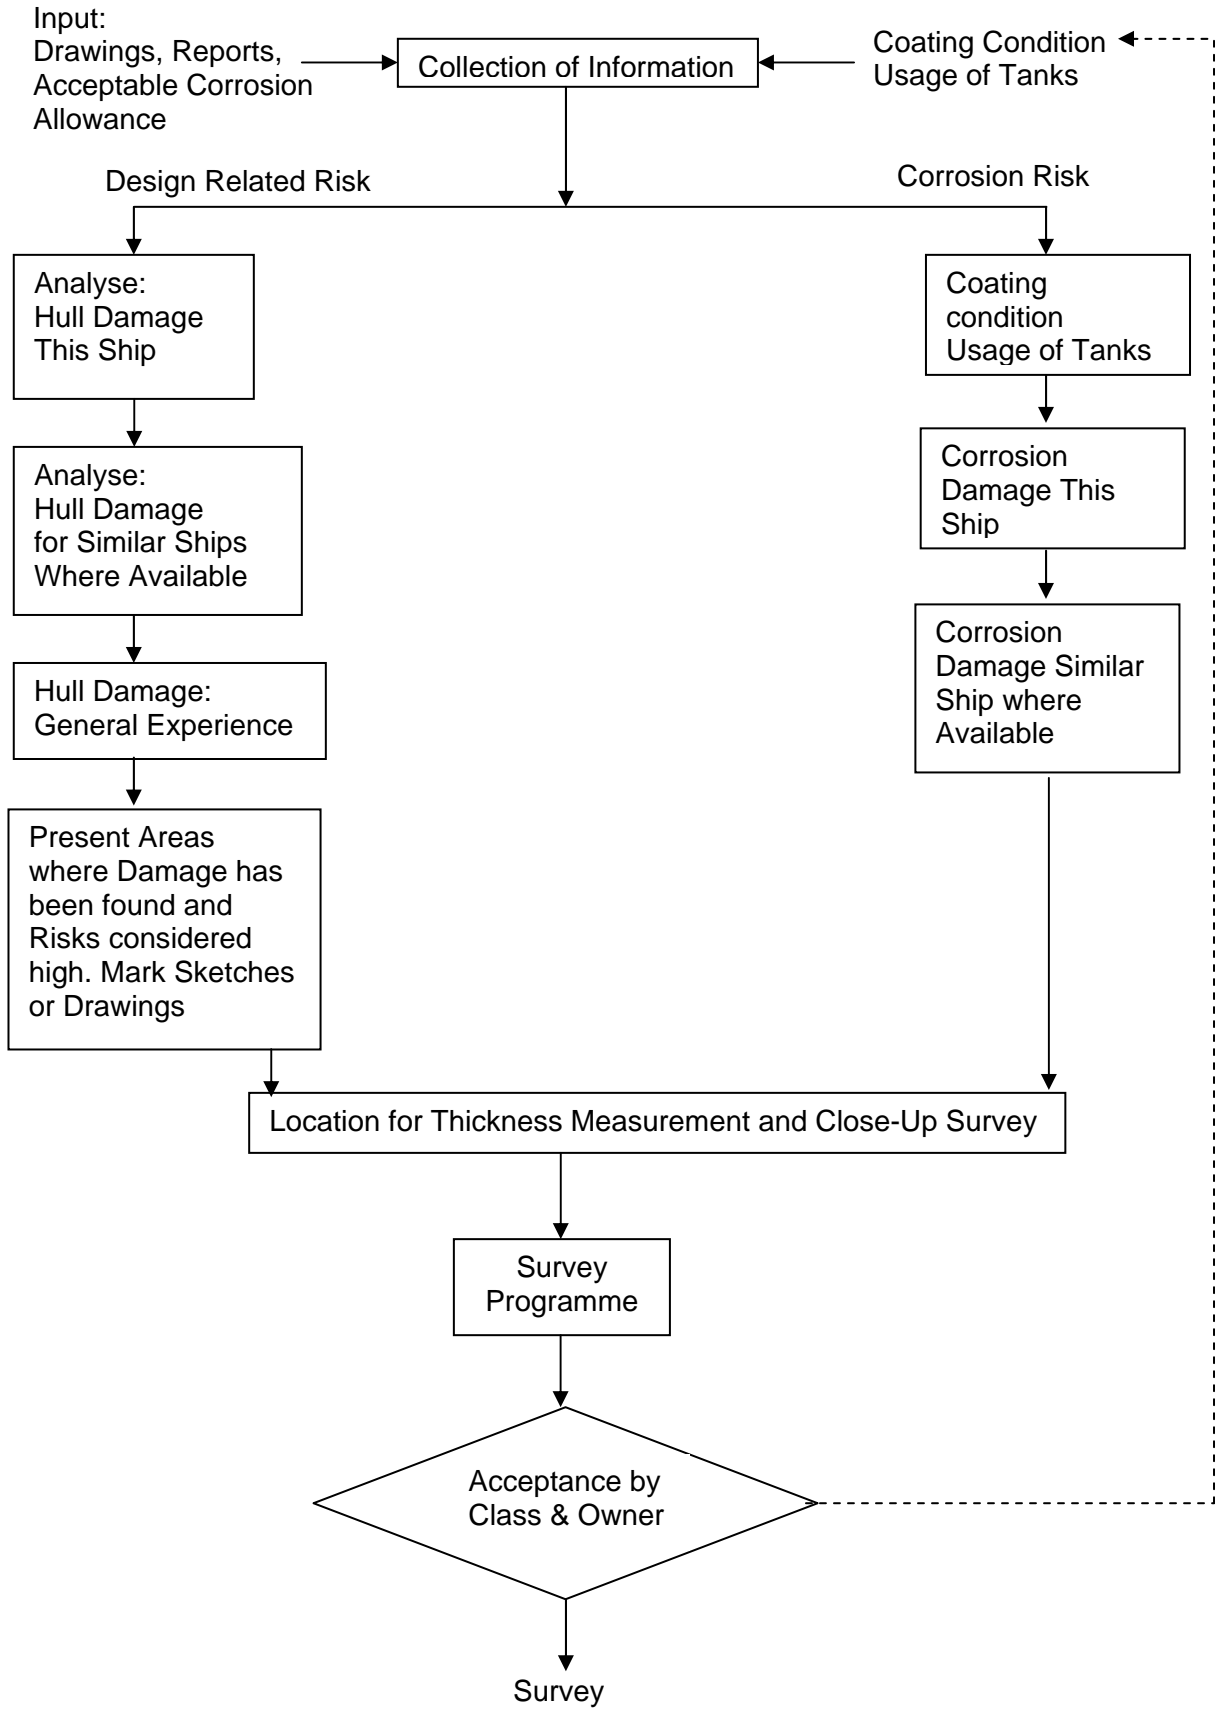 Input:
Drawings, Reports,
Acceptable Corrosion
Allowance
Collection of Information
Coating Condition
Usage of Tanks
Design Related Risk
Corrosion Risk
Analyse:
Hull Damage
This Ship
Analyse:
Hull Damage
for Similar Ships
Where Available
Hull Damage:
General Experience
Present Areas
where Damage has
been found and
Risks considered
high. Mark Sketches
or Drawings
Coating
condition
Usage of Tanks
Corrosion
Damage This
Ship
Corrosion
Damage Similar
Ship where
Available
Location for Thickness Measurement and Close-Up Survey
Survey
Programme
Acceptance by
Class & Owner
Survey